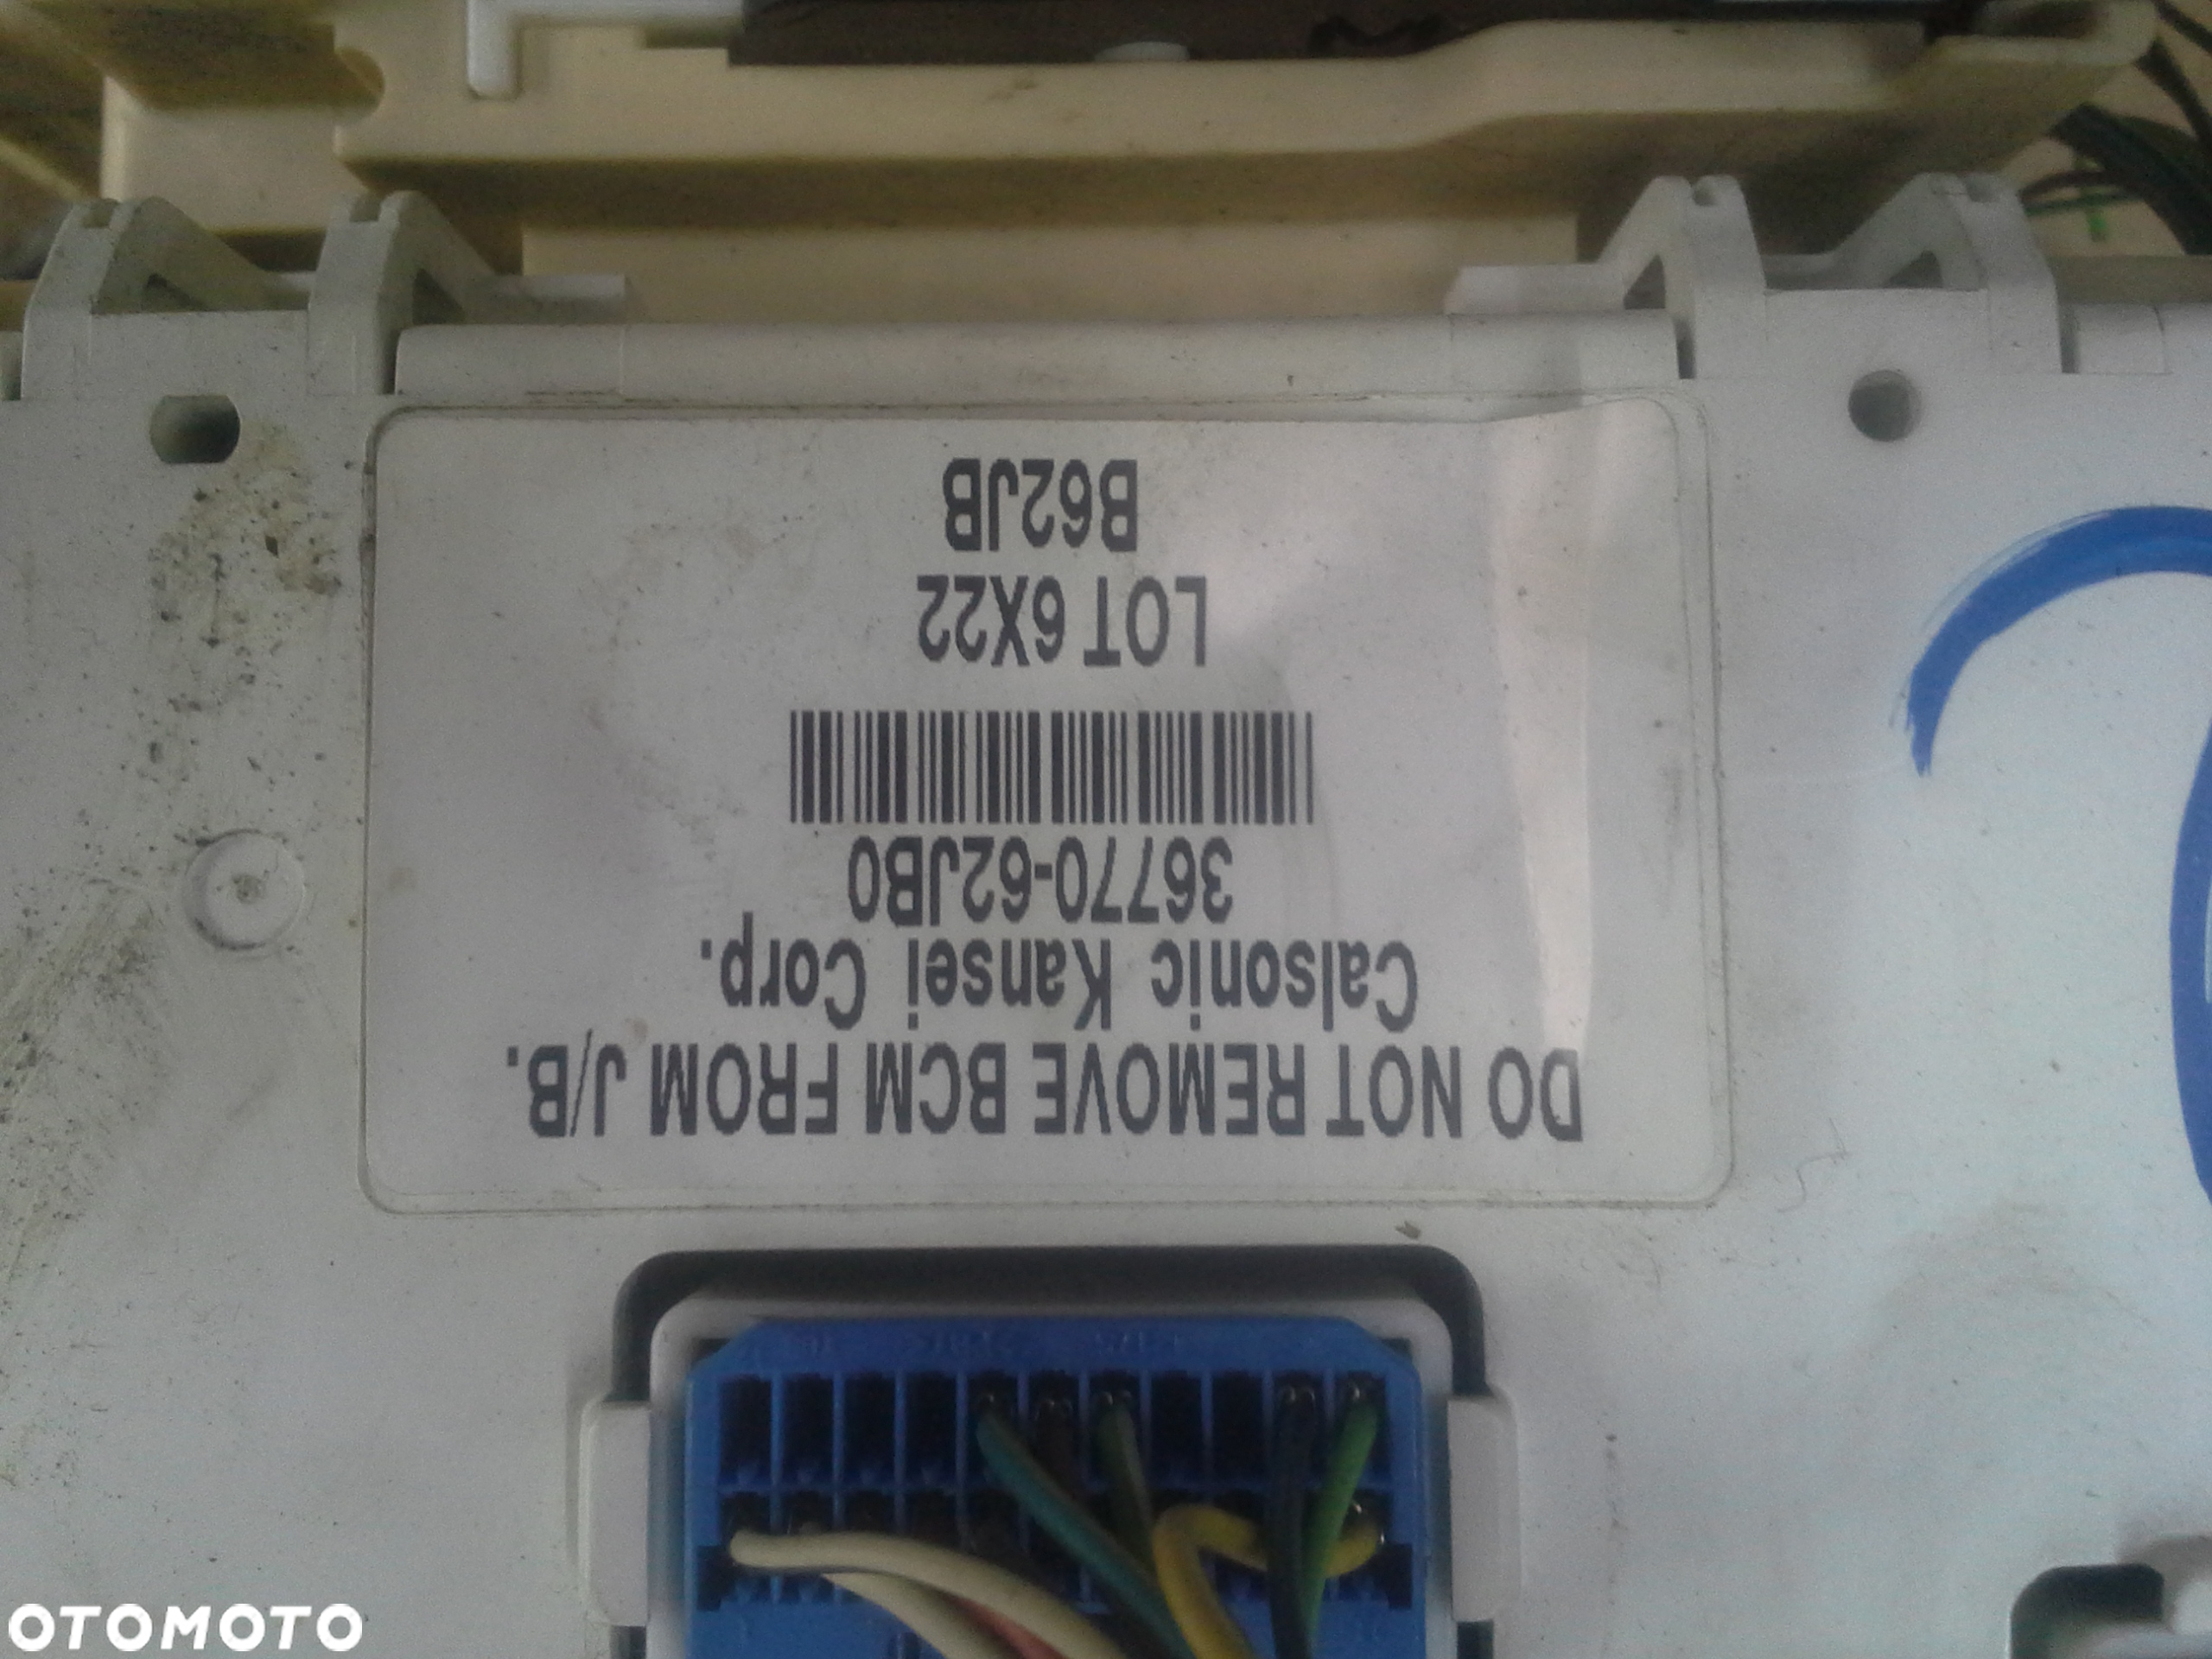 DO NOT REMOVE BCM FROM J/B.
Calsonic Kansei Corp.
36770-62JB0
LOT 6X22
B62JB
OTOMOTO